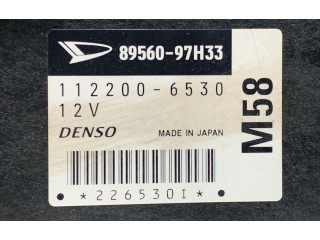 89560-97H33
112200-6530
12V
DENSO MADE IN JAPAN
M58
*226530I*